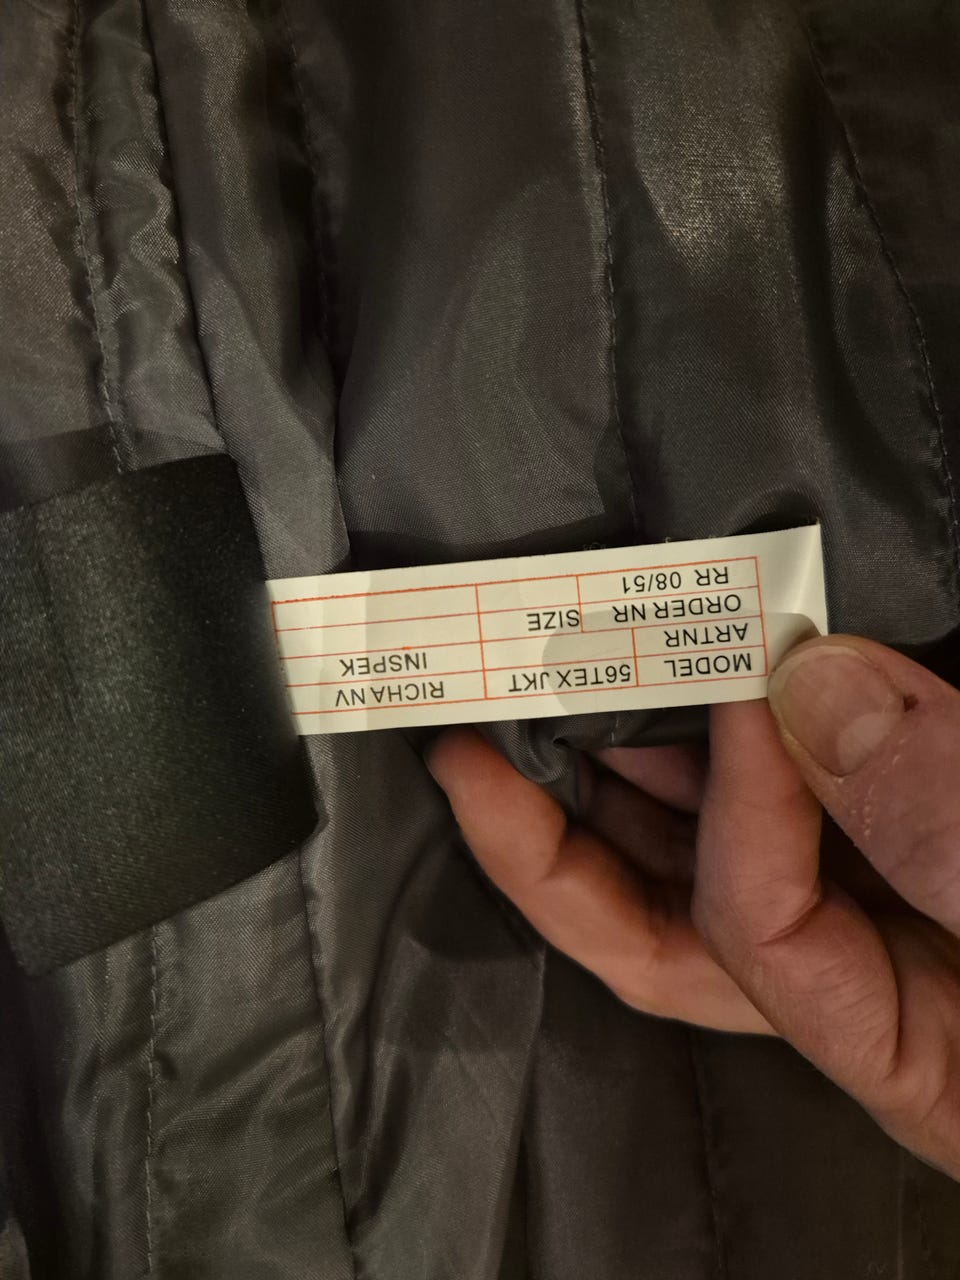 MODEL 56TEX JKT RICHA NV
ARTNR INSPEK
ORDER NR SIZE
RR 08/51